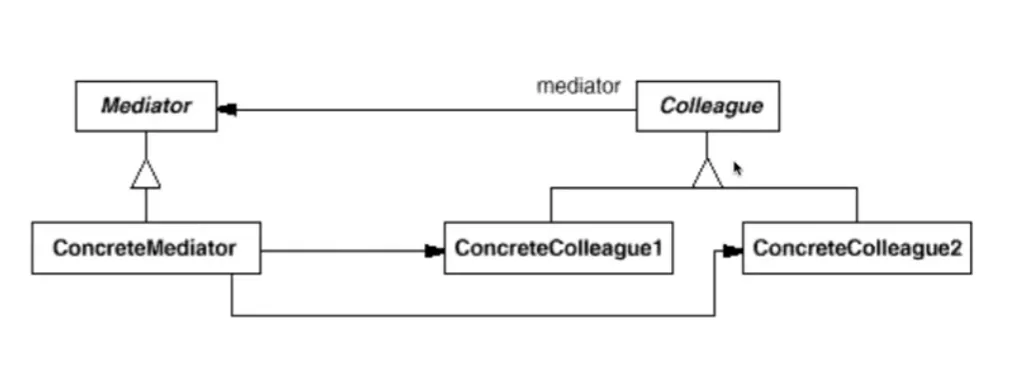 mediator
Mediator
Colleague
ConcreteMediator
ConcreteColleague1
ConcreteColleague2